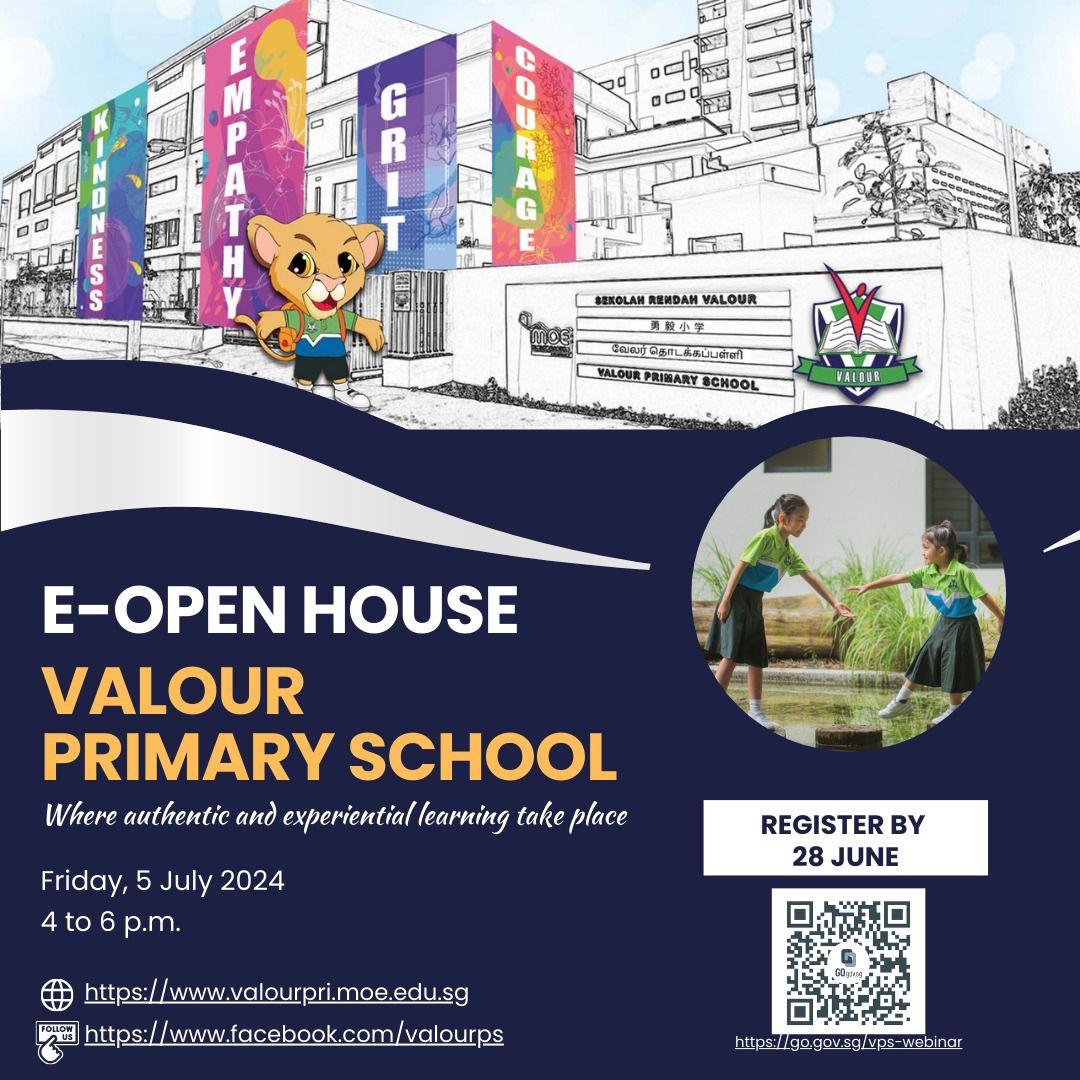 KINDNESS
EMPATHY
GRIT
COURAGE
moe
SEKOLAH RENDAH VALOUR
勇毅小学
வேலர் தொடக்கப்பள்ளி
VALOUR PRIMARY SCHOOL
VALOUR
E-OPEN HOUSE
VALOUR
PRIMARY SCHOOL
Where authentic and experiential learning take place
Friday, 5 July 2024
4 to 6 p.m.
https://www.valourpri.moe.edu.sg
FOLLOW
US
https://www.facebook.com/valourps
REGISTER BY
28 JUNE
GO.gov.sg
https://go.gov.sg/vps-webinar